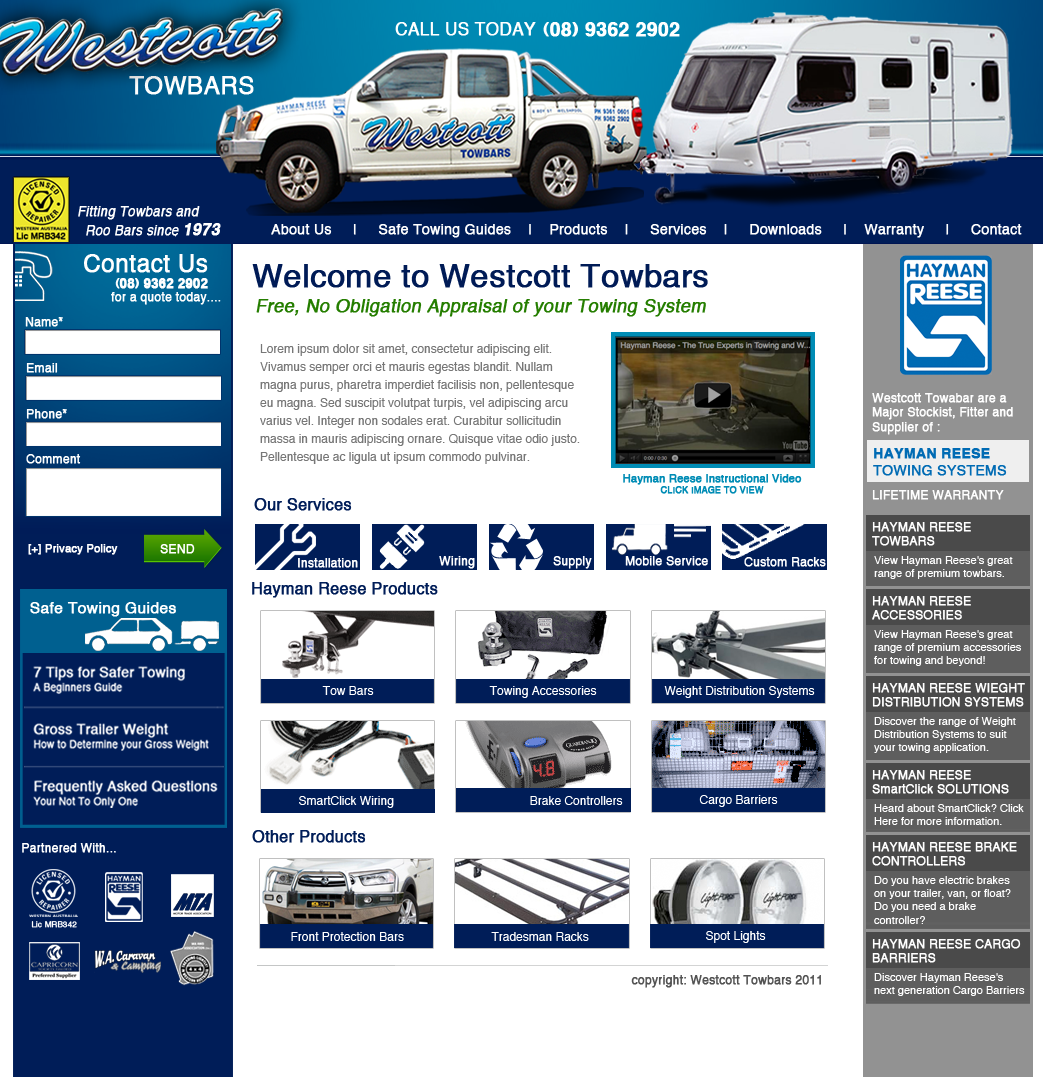 Westcott
TOWBARS
CALL US TODAY (08) 9362 2902
HAYMAN REESE
Westcott
TOWBARS
PH 9361 0601
PH 9362 2902
LICENSED
REPAIRER
WESTERN AUSTRALIA
Lic MRB342
Fitting Towbars and
Roo Bars since 1973
About Us | Safe Towing Guides | Products | Services | Downloads | Warranty | Contact
Contact Us
(08) 9362 2902
for a quote today....
Name*
Email
Phone*
Comment
[+] Privacy Policy
SEND
Safe Towing Guides
7 Tips for Safer Towing
A Beginners Guide
Gross Trailer Weight
How to Determine your Gross Weight
Frequently Asked Questions
Your Not To Only One
Partnered With...
LICENSED
REPAIRER
WESTERN AUSTRALIA
Lic MRB342
HAYMAN
REESE
MTA
CAPRICORN
Preferred Supplier
W.A. Caravan
& Camping
Welcome to Westcott Towbars
Free, No Obligation Appraisal of your Towing System
Lorem ipsum dolor sit amet, consectetur adipiscing elit.
Vivamus semper orci et mauris egestas blandit. Nullam
magna purus, pharetra imperdiet facilisis non, pellentesque
eu magna. Sed suscipit volutpat turpis, vel adipiscing arcu
varius vel. Integer non sodales erat. Curabitur sollicitudin
massa in mauris adipiscing ornare. Quisque vitae odio justo.
Pellentesque ac ligula ut ipsum commodo pulvinar.
Hayman Reese - The True Experts in Towing and W...
0:00 / 0:30
YouTube
Hayman Reese Instructional Video
CLICK iMAGE TO ViEW
Our Services
Installation
Wiring
Supply
Mobile Service
Custom Racks
Hayman Reese Products
Tow Bars
Towing Accessories
Weight Distribution Systems
GUARDIAN IQ
4.8
SmartClick Wiring
Brake Controllers
Cargo Barriers
Other Products
LightForce
LightForce
Front Protection Bars
Tradesman Racks
Spot Lights
copyright: Westcott Towbars 2011
HAYMAN
REESE
Westcott Towabar are a
Major Stockist, Fitter and
Supplier of :
HAYMAN REESE
TOWING SYSTEMS
LIFETIME WARRANTY
HAYMAN REESE
TOWBARS
View Hayman Reese's great
range of premium towbars.
HAYMAN REESE
ACCESSORIES
View Hayman Reese's great
range of premium accessories
for towing and beyond!
HAYMAN REESE WIEGHT
DISTRIBUTION SYSTEMS
Discover the range of Weight
Distribution Systems to suit
your towing application.
HAYMAN REESE
SmartClick SOLUTIONS
Heard about SmartClick? Click
Here for more information.
HAYMAN REESE BRAKE
CONTROLLERS
Do you have electric brakes
on your trailer, van, or float?
Do you need a brake
controller?
HAYMAN REESE CARGO
BARRIERS
Discover Hayman Reese's
next generation Cargo Barriers